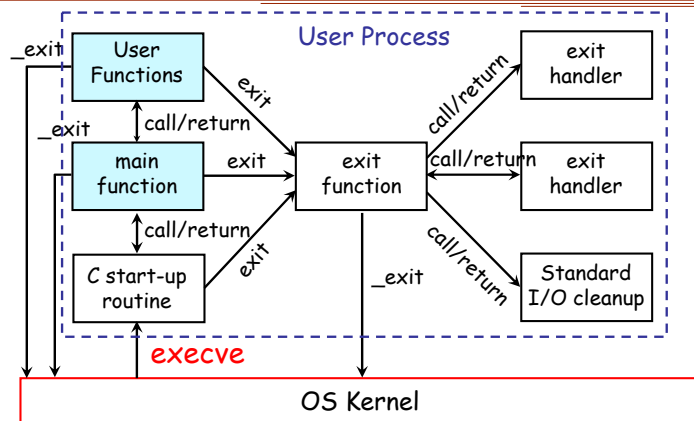 User Process
_exit
User
Functions
exit
handler
exit
call/return
_exit
call/return
main
function
exit
exit
function
call/return
exit
handler
call/return
exit
C start-up
routine
_exit
call/return
Standard
I/O cleanup
execve
OS Kernel